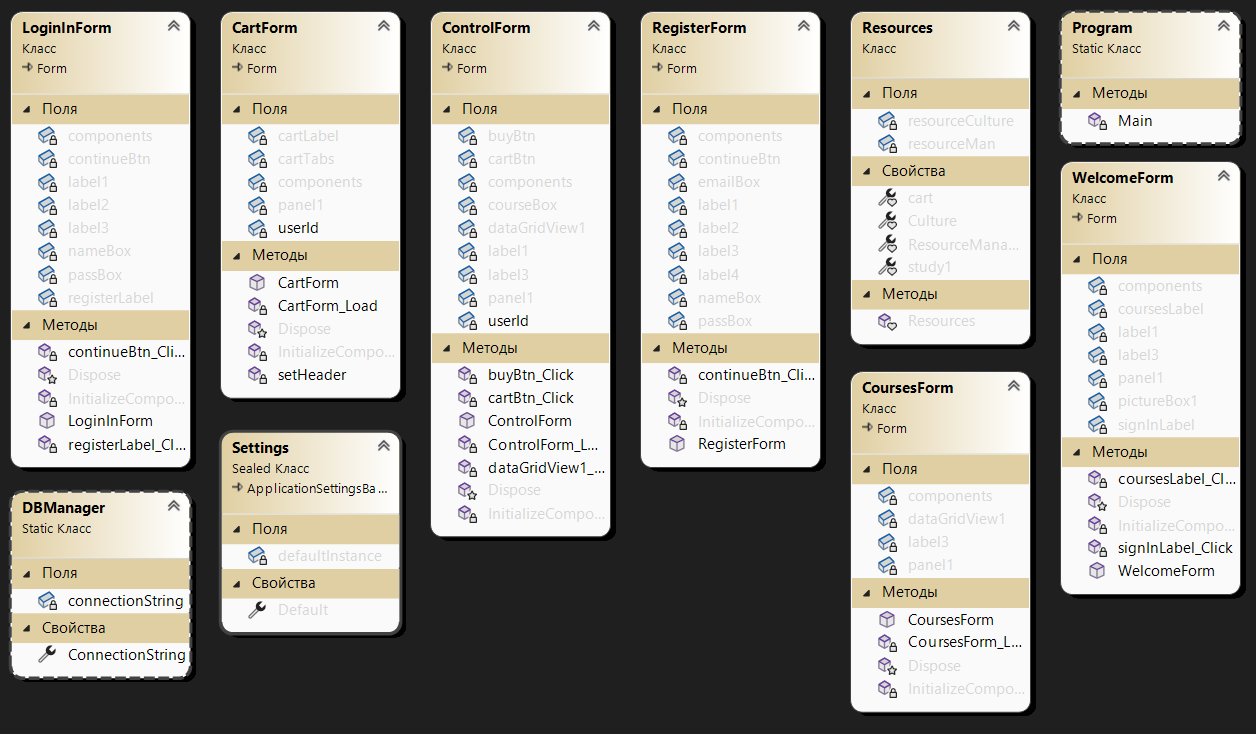 LoginInForm
Класс
Form
Поля
components
continueBtn
label1
label2
label3
nameBox
passBox
registerLabel
Методы
continueBtn_Cli...
Dispose
InitializeCompo...
LoginInForm
registerLabel_Cl...
DBManager
Static Класс
Поля
connectionString
Свойства
ConnectionString
CartForm
Класс
Form
Поля
cartLabel
cartTabs
components
panel1
userId
Методы
CartForm
CartForm_Load
Dispose
InitializeCompo...
setHeader
Settings
Sealed Класс
ApplicationSettingsBa...
Поля
defaultInstance
Свойства
Default
ControlForm
Класс
Form
Поля
buyBtn
cartBtn
components
courseBox
dataGridView1
label1
label3
panel1
userId
Методы
buyBtn_Click
cartBtn_Click
ControlForm
ControlForm_L...
dataGridView1_...
Dispose
InitializeCompo...
RegisterForm
Класс
Form
Поля
components
continueBtn
emailBox
label1
label2
label3
label4
nameBox
passBox
Методы
continueBtn_Cli...
Dispose
InitializeCompo...
RegisterForm
Resources
Класс
Поля
resourceCulture
resourceMan
Свойства
cart
Culture
ResourceMana...
study1
Методы
Resources
CoursesForm
Класс
Form
Поля
components
dataGridView1
label3
panel1
Методы
CoursesForm
CoursesForm_L...
Dispose
InitializeCompo...
Program
Static Класс
Методы
Main
WelcomeForm
Класс
Form
Поля
components
coursesLabel
label1
label3
panel1
pictureBox1
signInLabel
Методы
coursesLabel_Cl...
Dispose
InitializeCompo...
signInLabel_Click
WelcomeForm